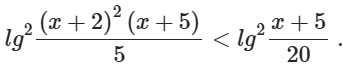 $lg^2 \frac{(x+2)^2 (x+5)}{5} < lg^2 \frac{x+5}{20}$ .